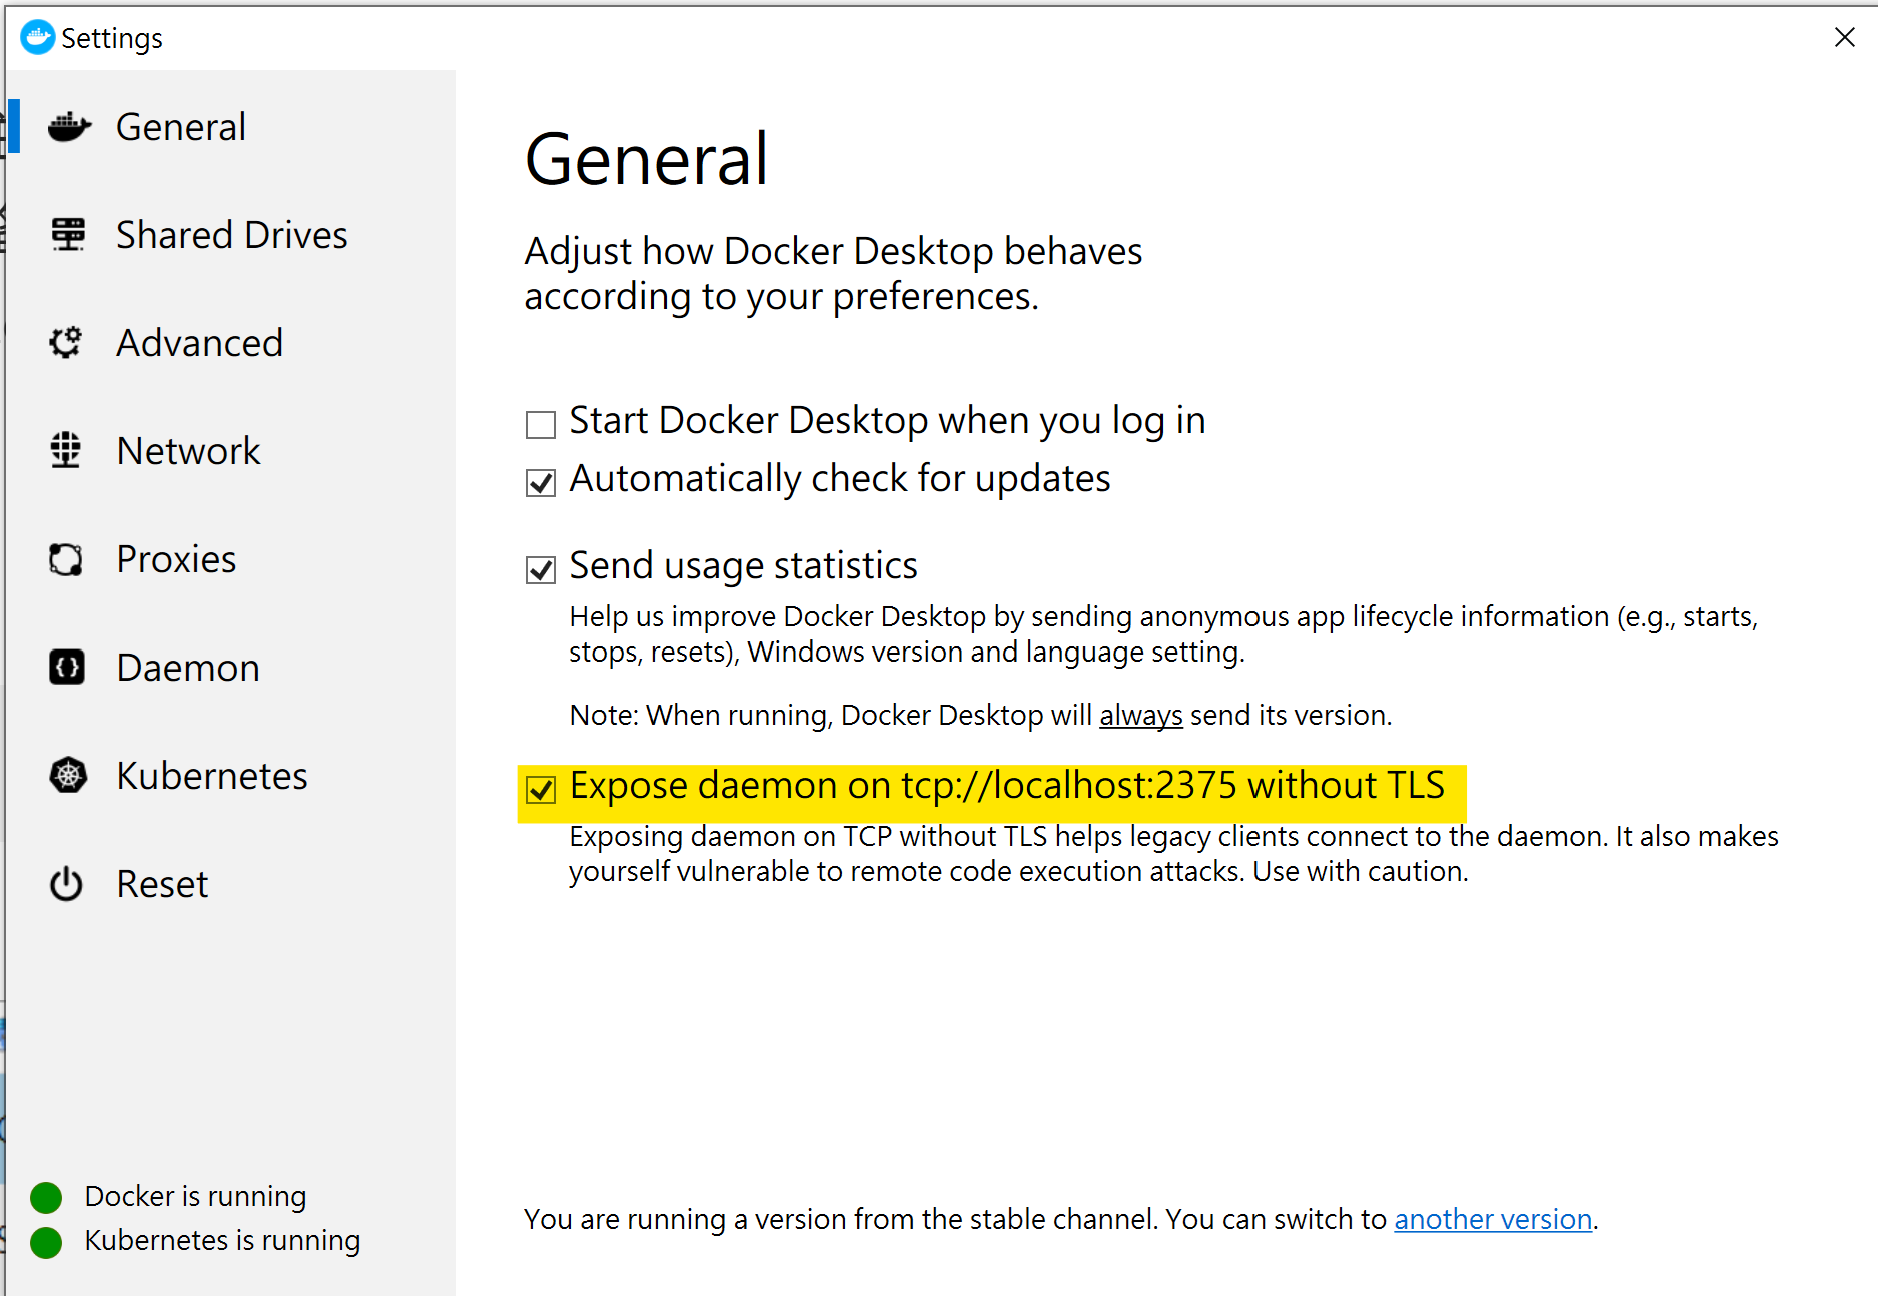 Settings
General
Shared Drives
Advanced
Network
Proxies
Daemon
Kubernetes
Reset
Docker is running
Kubernetes is running
General
Adjust how Docker Desktop behaves
according to your preferences.
Start Docker Desktop when you log in
Automatically check for updates
Send usage statistics
Help us improve Docker Desktop by sending anonymous app lifecycle information (e.g., starts,
stops, resets), Windows version and language setting.
Note: When running, Docker Desktop will always send its version.
Expose daemon on tcp://localhost:2375 without TLS
Exposing daemon on TCP without TLS helps legacy clients connect to the daemon. It also makes
yourself vulnerable to remote code execution attacks. Use with caution.
You are running a version from the stable channel. You can switch to another version.